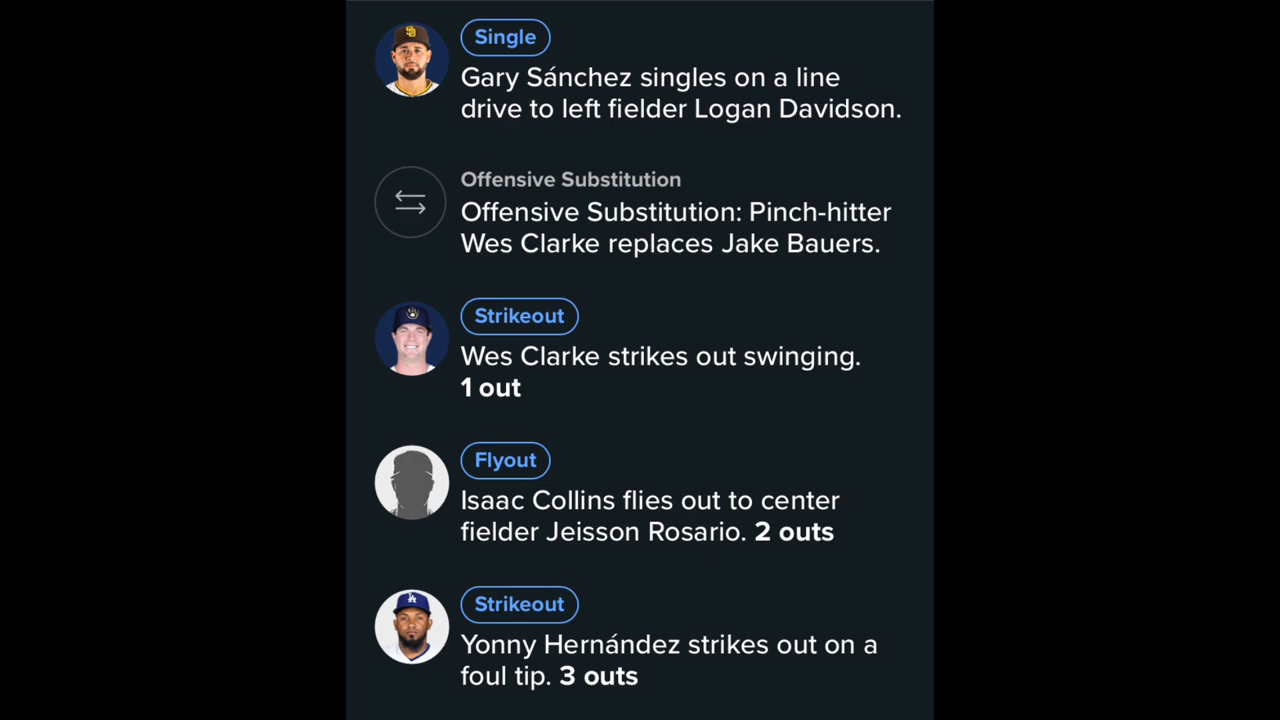 Single
Gary Sánchez singles on a line
drive to left fielder Logan Davidson.
Offensive Substitution
Offensive Substitution: Pinch-hitter
Wes Clarke replaces Jake Bauers.
Strikeout
Wes Clarke strikes out swinging.
1 out
Flyout
Isaac Collins flies out to center
fielder Jeisson Rosario. 2 outs
Strikeout
Yonny Hernández strikes out on a
foul tip. 3 outs